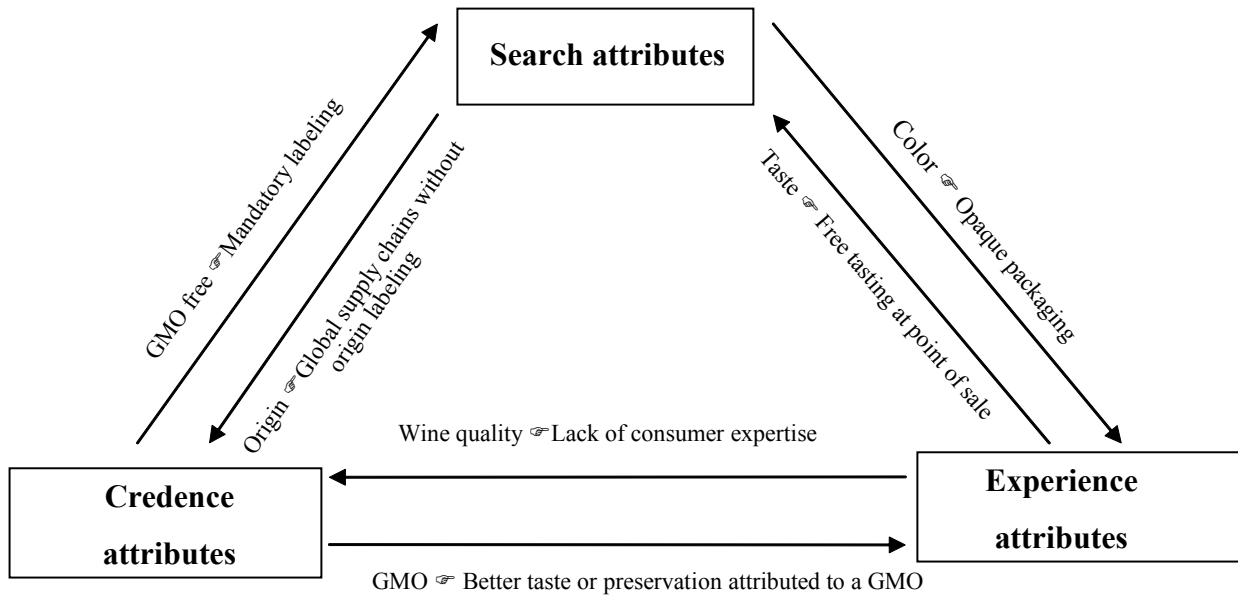 Search attributes
GMO free ☞Mandatory labeling
Origin ☞Global supply chains without
origin labeling
Taste ☞ Free tasting at point of sale
Color ☞ Opaque packaging
Wine quality ☞Lack of consumer expertise
Credence
attributes
Experience
attributes
GMO ☞ Better taste or preservation attributed to a GMO